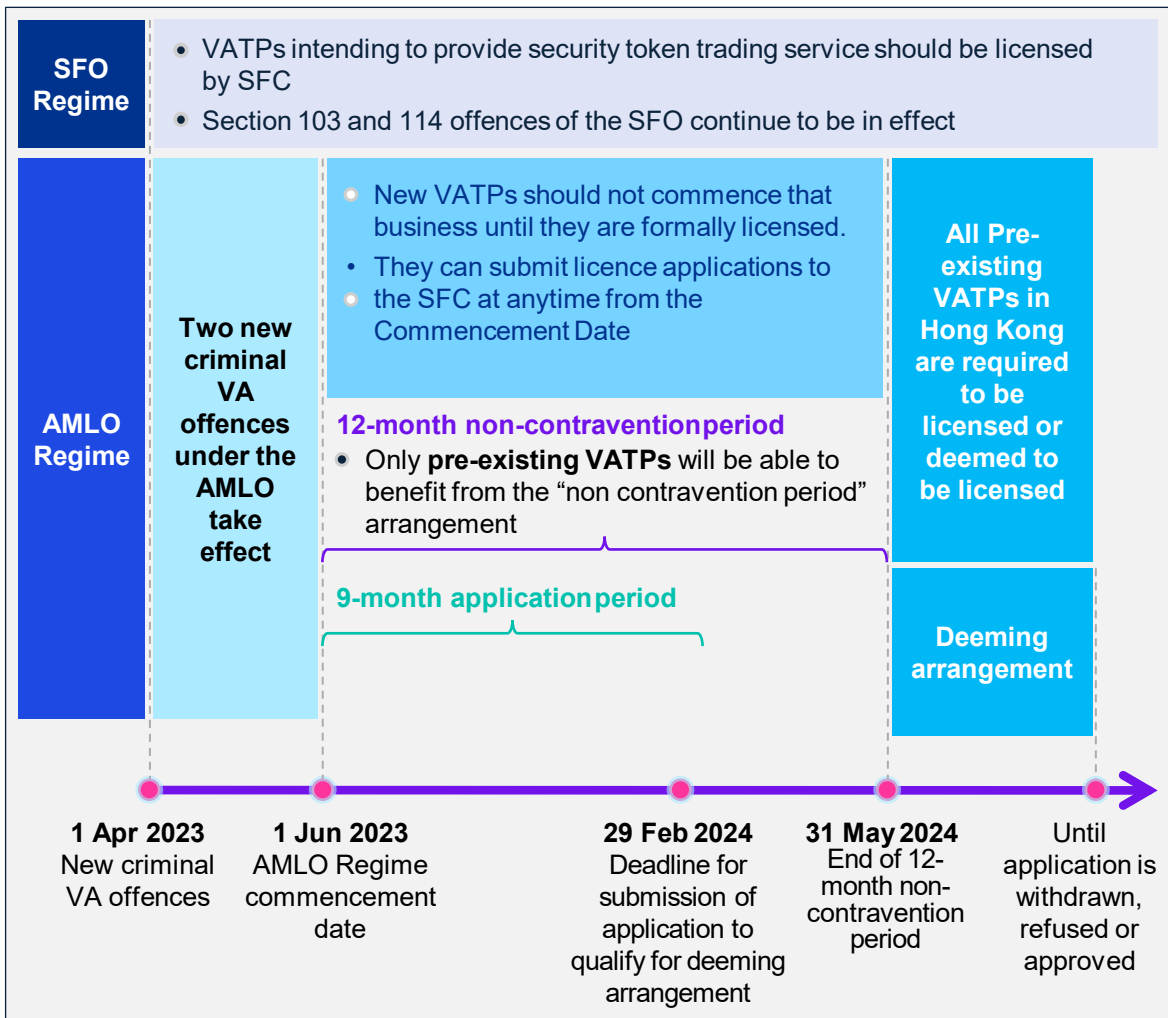 SFO
Regime
VATPs intending to provide security token trading service should be licensed
by SFC
Section 103 and 114 offences of the SFO continue to be in effect
AMLO
Regime
Two new
criminal
VA
offences
under the
AMLO
take
effect
New VATPs should not commence that
business until they are formally licensed.
• They can submit licence applications to
the SFC at anytime from the
Commencement Date
12-month non-contraventionperiod
Only pre-existing VATPs will be able to
benefit from the “non contravention period”
arrangement
9-month applicationperiod
All Pre-
existing
VATPs in
Hong Kong
are required
to be
licensed or
deemed to
be licensed
Deeming
arrangement
1 Apr 2023
New criminal
VA offences
1 Jun 2023
AMLO Regime
commencement
date
29 Feb 2024
Deadline for
submission of
application to
qualify for deeming
arrangement
31 May 2024
End of 12-
month non-
contravention
period
Until
application is
withdrawn,
refused or
approved